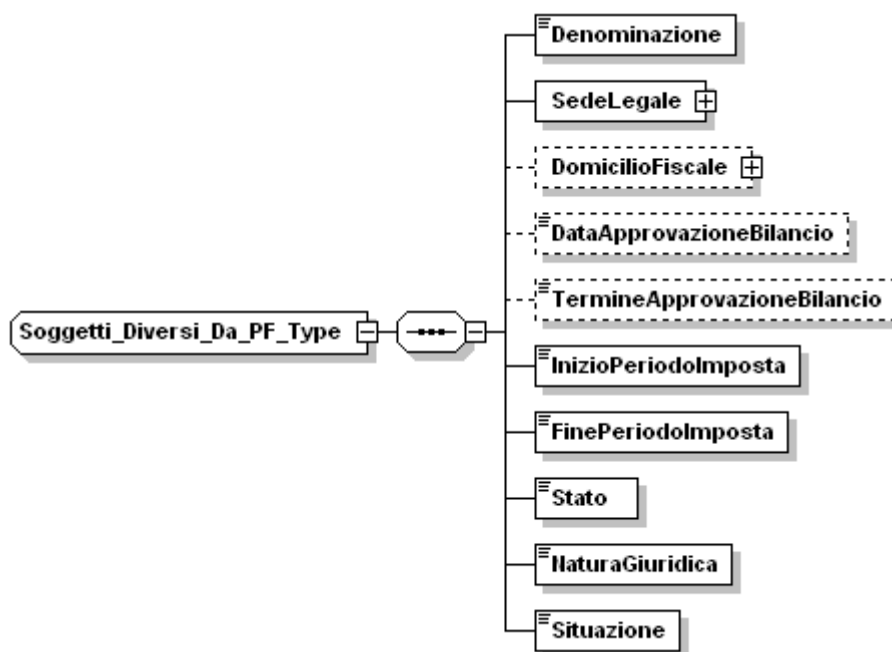 Denominazione
SedeLegale
DomicilioFiscale
DataApprovazioneBilancio
TermineApprovazioneBilancio
Soggetti_Diversi_Da_PF_Type
InizioPeriodoImposta
FinePeriodoImposta
Stato
NaturaGiuridica
Situazione